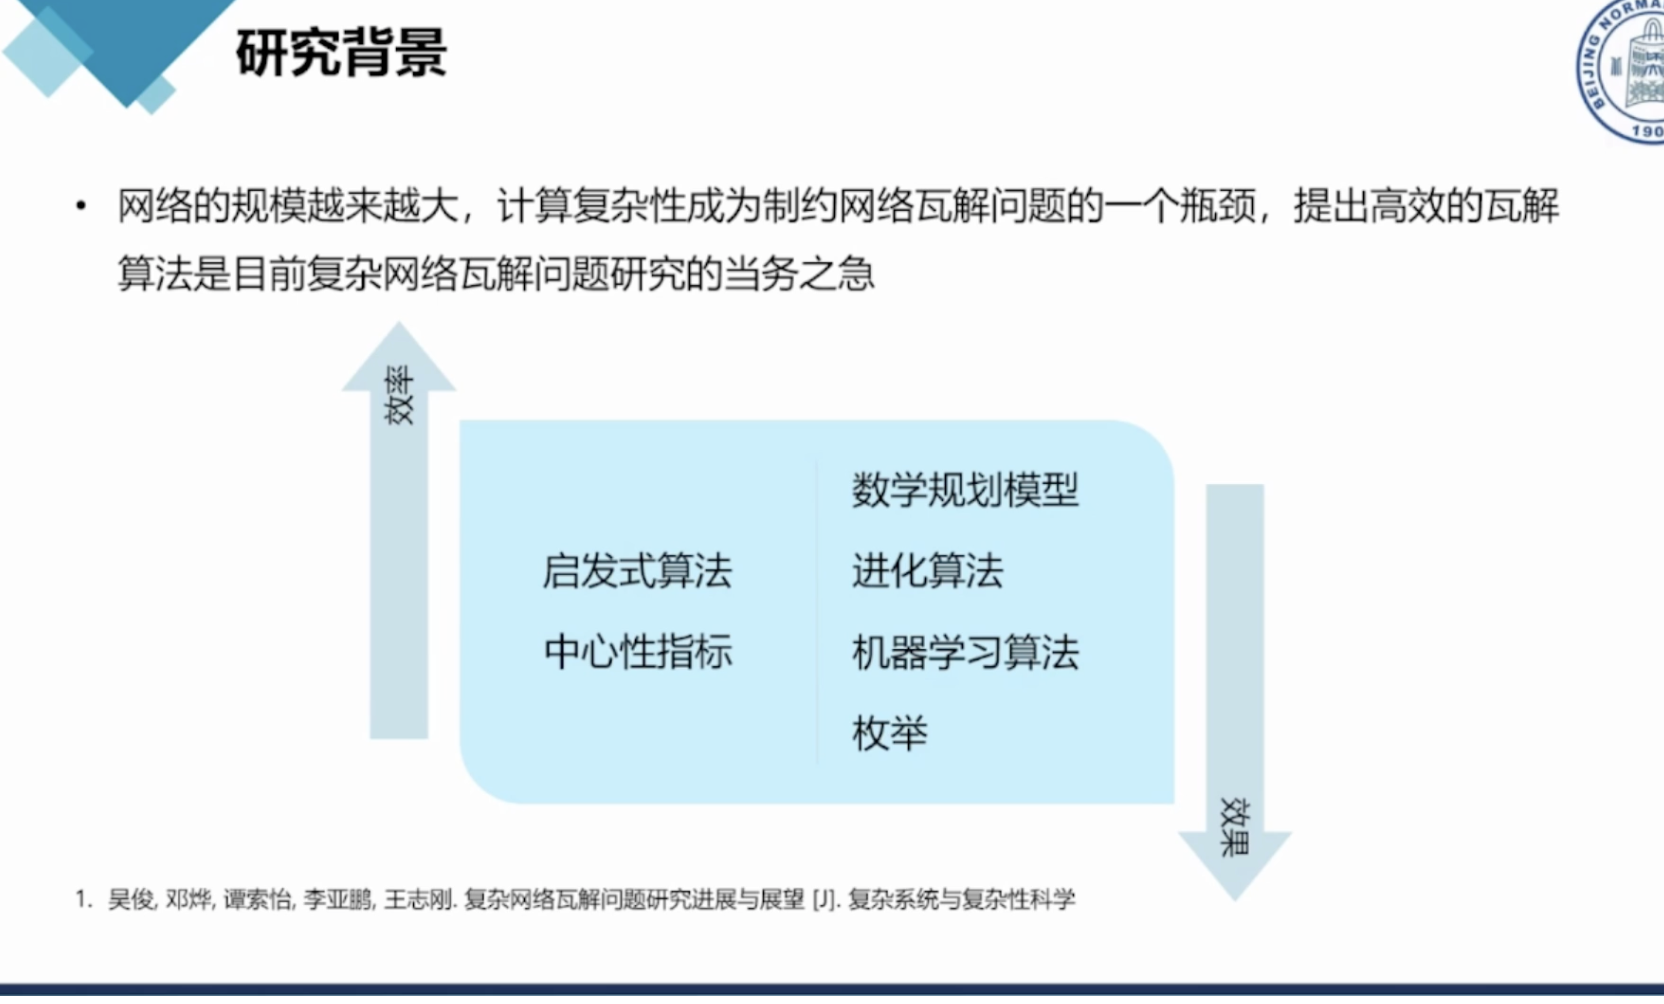 研究背景
BEIJING NORMA
190
• 网络的规模越来越大，计算复杂性成为制约网络瓦解问题的一个瓶颈，提出高效的瓦解
算法是目前复杂网络瓦解问题研究的当务之急
效率
启发式算法
中心性指标
数学规划模型
进化算法
机器学习算法
枚举
效果
1. 吴俊, 邓烨, 谭索怡, 李亚鹏, 王志刚. 复杂网络瓦解问题研究进展与展望 [J]. 复杂系统与复杂性科学